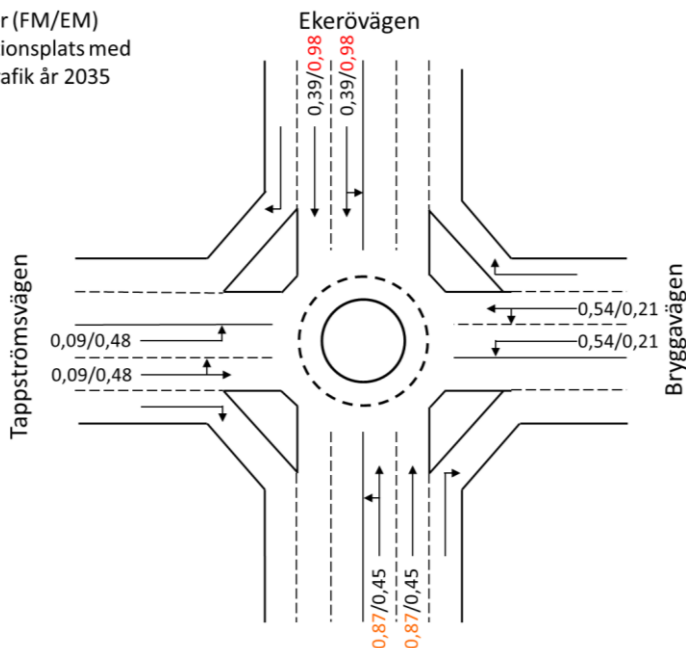 r (FM/EM)
ionsplats med
rafik år 2035
Ekerövägen
0,39/0,98
0,39/0,98
Tappströmsvägen
0,09/0,48
0,09/0,48
0,54/0,21
0,54/0,21
Bryggavägen
0,87/0,45
0,87/0,45